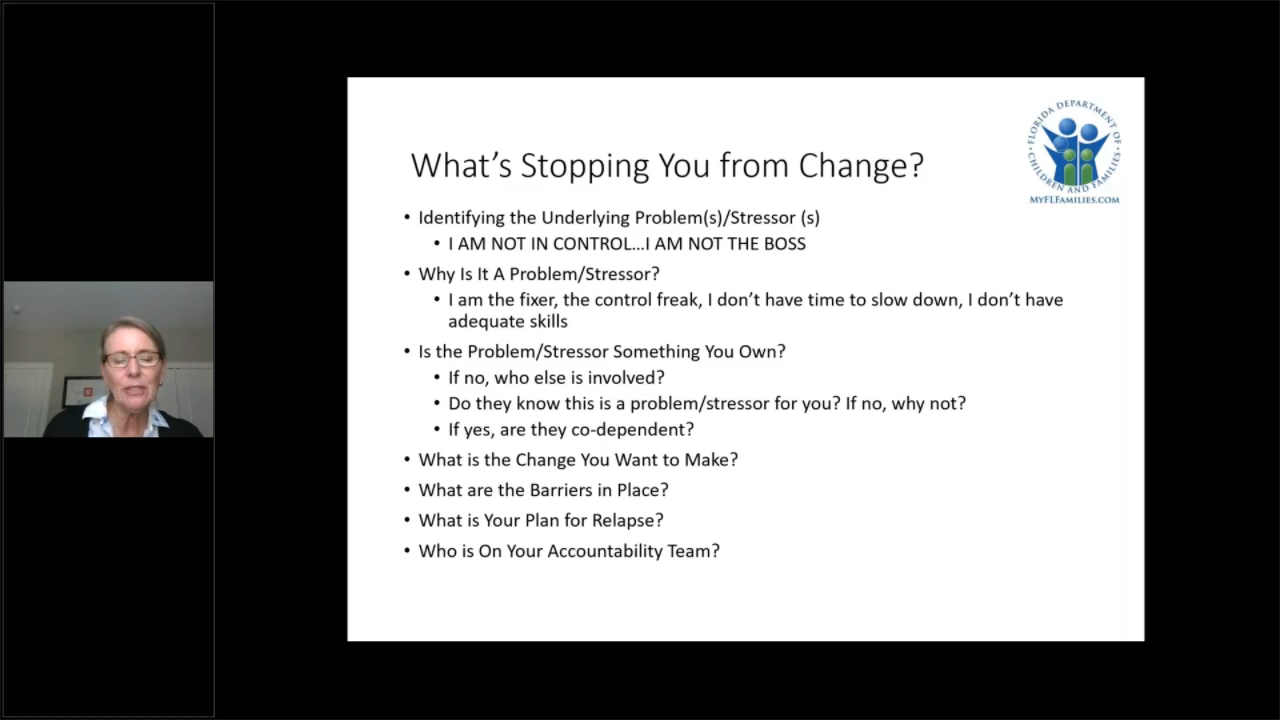 What's Stopping You from Change?
FLORIDA DEPARTMENT OF CHILDREN AND FAMILIES
MYFLFAMILIES.COM
• Identifying the Underlying Problem(s)/Stressor (s)
• I AM NOT IN CONTROL...I AM NOT THE BOSS
• Why Is It A Problem/Stressor?
• I am the fixer, the control freak, I don't have time to slow down, I don't have
adequate skills
• Is the Problem/Stressor Something You Own?
• If no, who else is involved?
• Do they know this is a problem/stressor for you? If no, why not?
• If yes, are they co-dependent?
• What is the Change You Want to Make?
• What are the Barriers in Place?
• What is Your Plan for Relapse?
• Who is On Your Accountability Team?